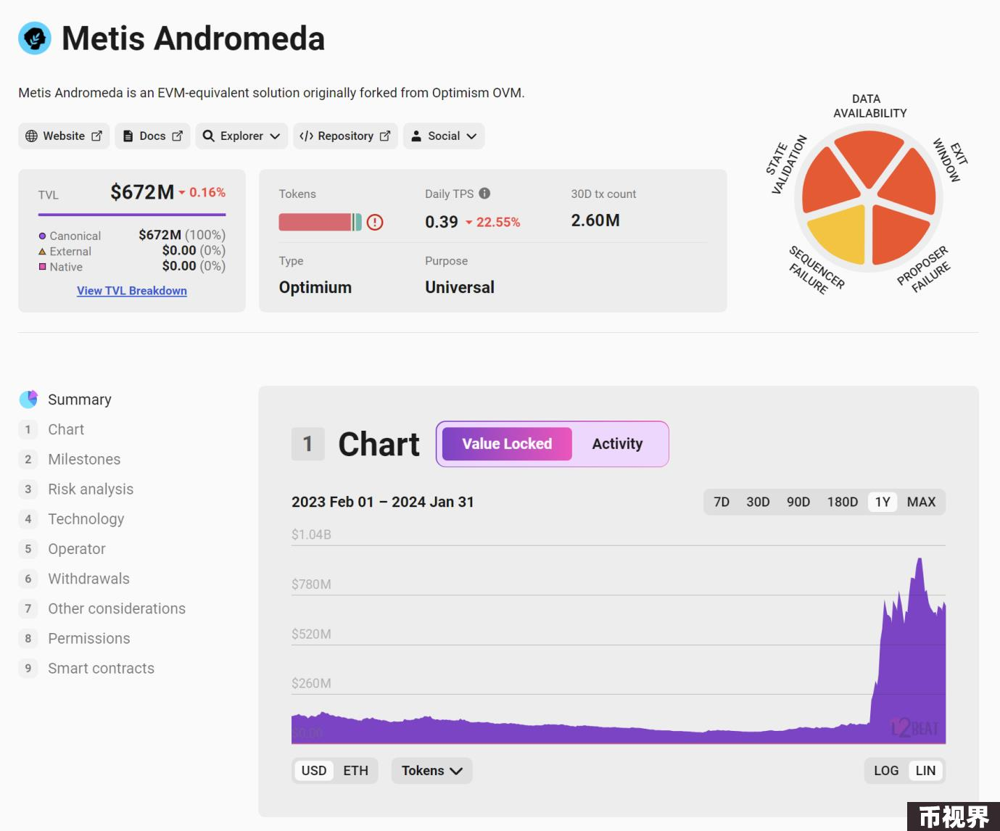 Metis Andromeda
Metis Andromeda is an EVM-equivalent solution originally forked from Optimism OVM.
Website
Docs
Explorer
Repository
Social
TVL
$672M
0.16%
Canonical $672M (100%)
External $0.00 (0%)
Native $0.00 (0%)
View TVL Breakdown
Tokens
Daily TPS
0.39 22.55%
30D tx count
2.60M
Type
Optimium
Purpose
Universal
DATA
AVAILABILITY
STATE
VALIDATION
EXIT
WINDOW
SEQUENCER
FAILURE
PROPOSER
FAILURE
Summary
1 Chart
2 Milestones
3 Risk analysis
4 Technology
5 Operator
6 Withdrawals
7 Other considerations
8 Permissions
9 Smart contracts
1 Chart
Value Locked
Activity
2023 Feb 01 – 2024 Jan 31
7D 30D 90D 180D 1Y MAX
$1.04B
$780M
$520M
$260M
$0.00
L2BEAT
USD ETH
Tokens
LOG LIN
币视界